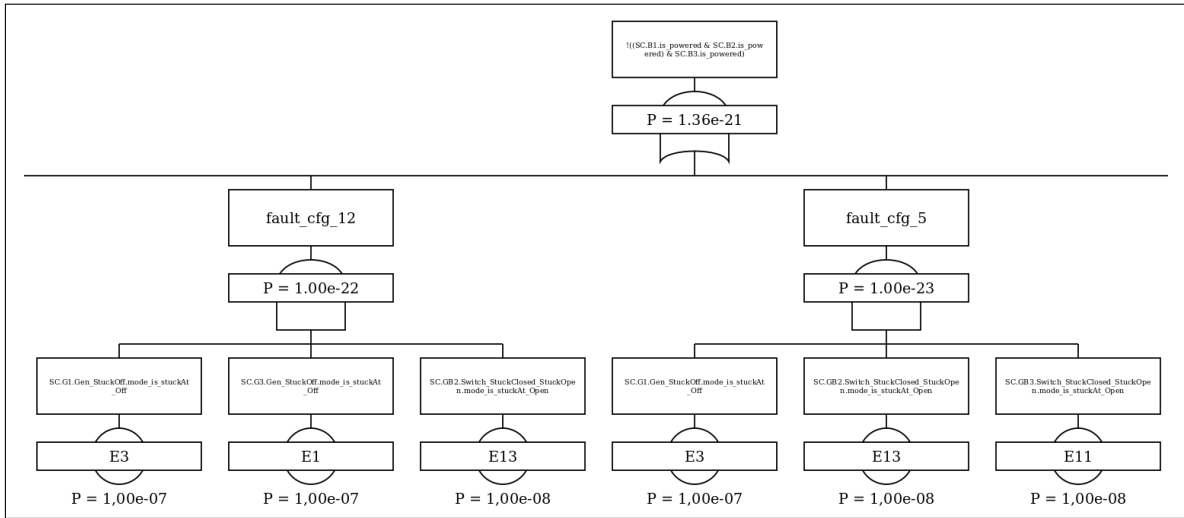 !((SC.B1.is_powered & SC.B2.is_pow
ered) & SC.B3.is_powered)
P = 1.36e-21
fault_cfg_12
fault_cfg_5
P = 1.00e-22
P = 1.00e-23
SC.G1.Gen_StuckOff.mode_is_stuckAt
_Off
SC.G3.Gen_StuckOff.mode_is_stuckAt
_Off
SC.GB2.Switch_StuckClosed_StuckOpe
n.mode_is_stuckAt_Open
SC.G1.Gen_StuckOff.mode_is_stuckAt
_Off
SC.GB2.Switch_StuckClosed_StuckOpe
n.mode_is_stuckAt_Open
SC.GB3.Switch_StuckClosed_StuckOpe
n.mode_is_stuckAt_Open
E3
E1
E13
E3
E13
E11
P = 1,00e-07
P = 1,00e-07
P = 1,00e-08
P = 1,00e-07
P = 1,00e-08
P = 1,00e-08